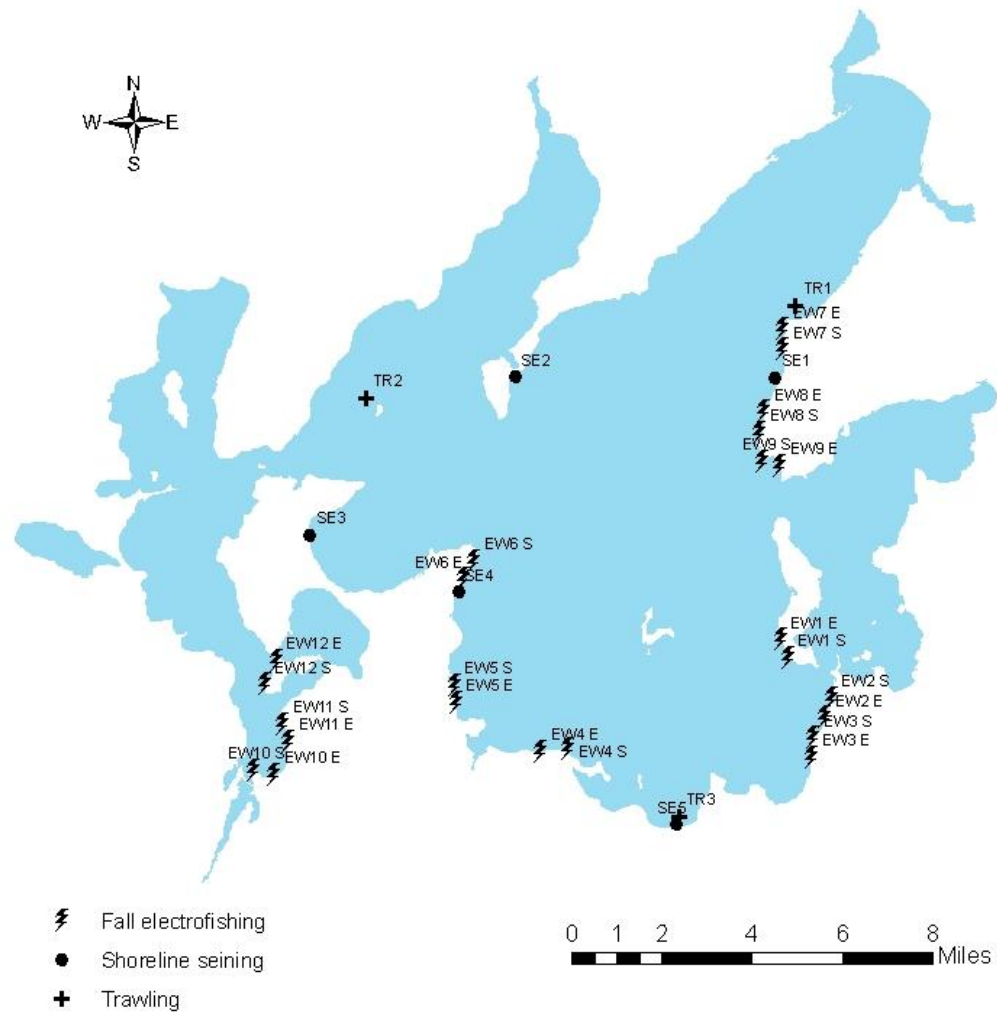 N
W E
S
TR1
EW7 E
EW7 S
SE2
SE1
TR2
EW8 E
EW8 S
EW9 S
EW9 E
SE3
EW6 S
EW6 E
SE4
EW1 E
EW1 S
EW12 E
EW12 S
EW5 S
EW5 E
EW2 S
EW2 E
EW3 S
EW3 E
EW11 S
EW11 E
EW4 E
EW4 S
EW10 S
EW10 E
TR3
SE5
Fall electrofishing
Shoreline seining
Trawling
0 1 2 4 6 8
Miles